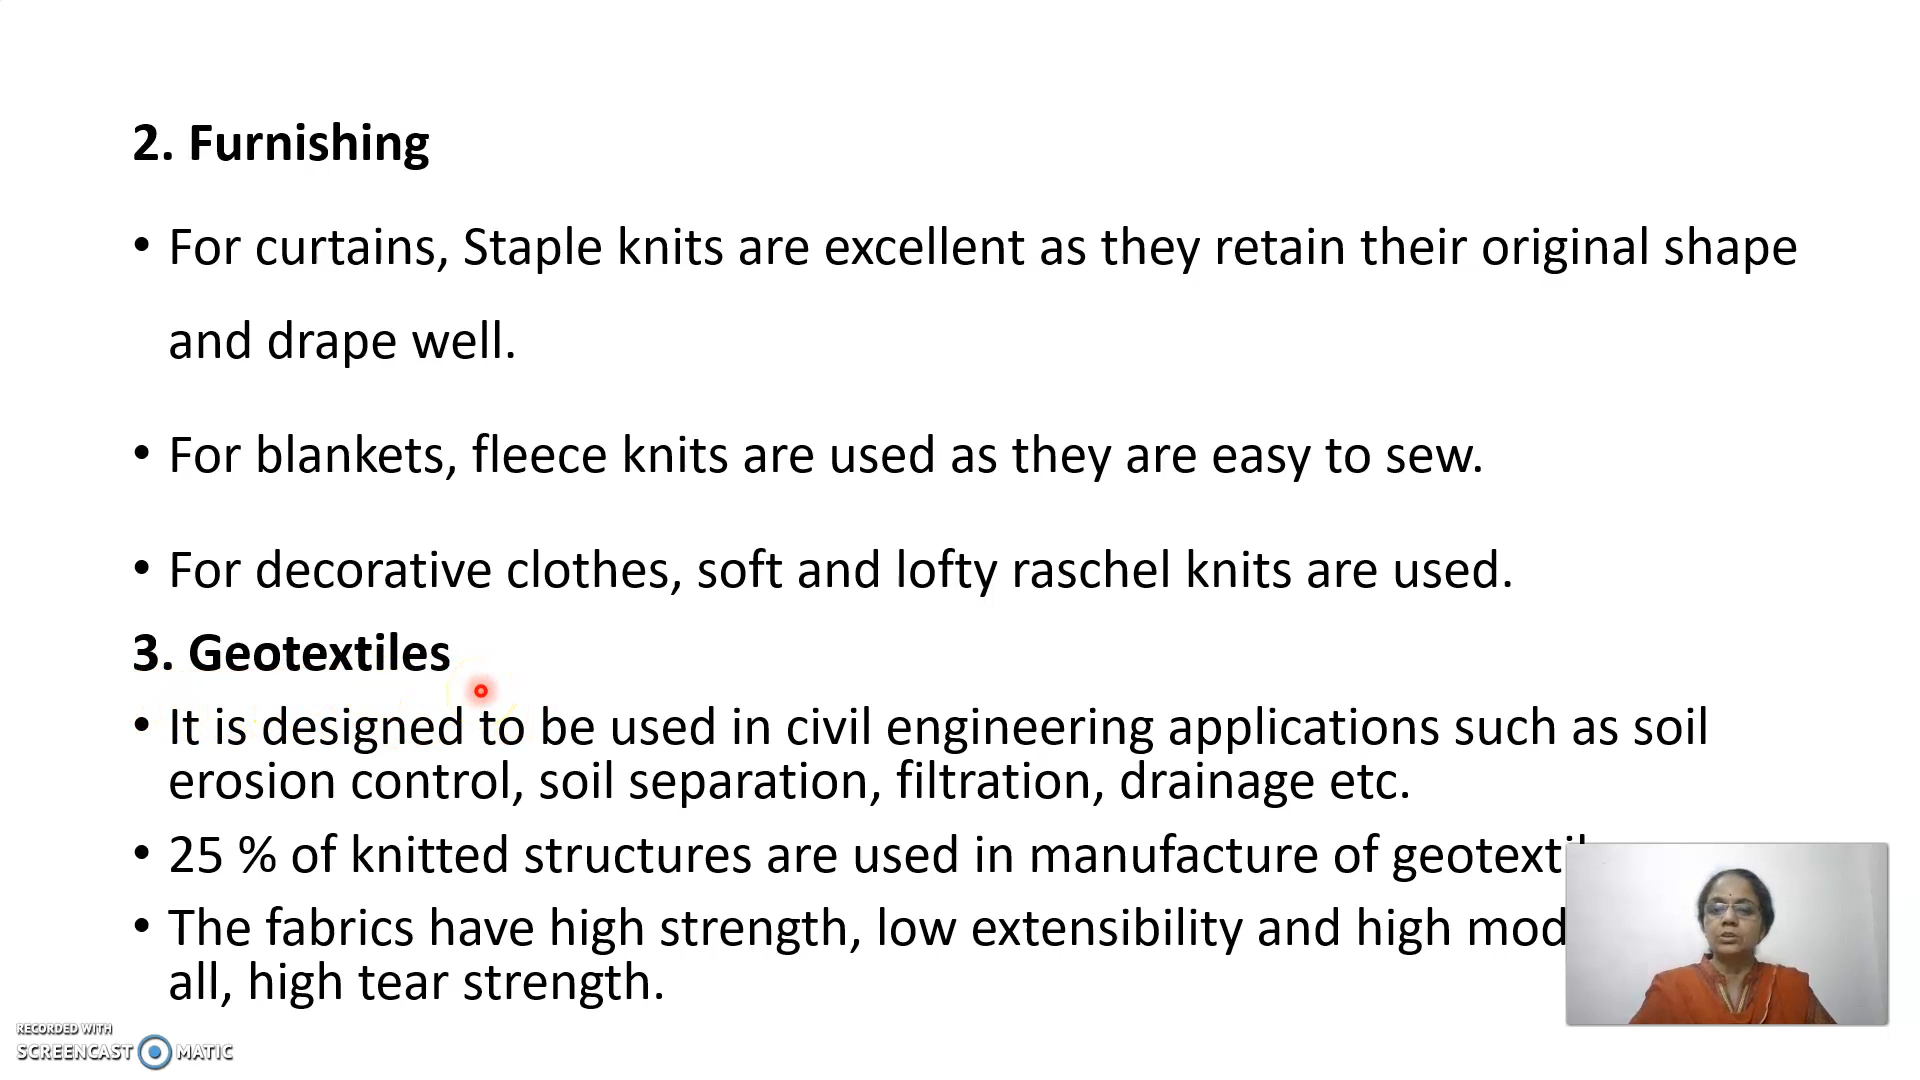 2. Furnishing
• For curtains, Staple knits are excellent as they retain their original shape
and drape well.
• For blankets, fleece knits are used as they are easy to sew.
• For decorative clothes, soft and lofty raschel knits are used.
3. Geotextiles
• It is designed to be used in civil engineering applications such as soil
erosion control, soil separation, filtration, drainage etc.
• 25 % of knitted structures are used in manufacture of
• The fabrics have high strength, low extensibility and high
all, high tear strength.
RECORDED WITH
SCREENCAST MATIC